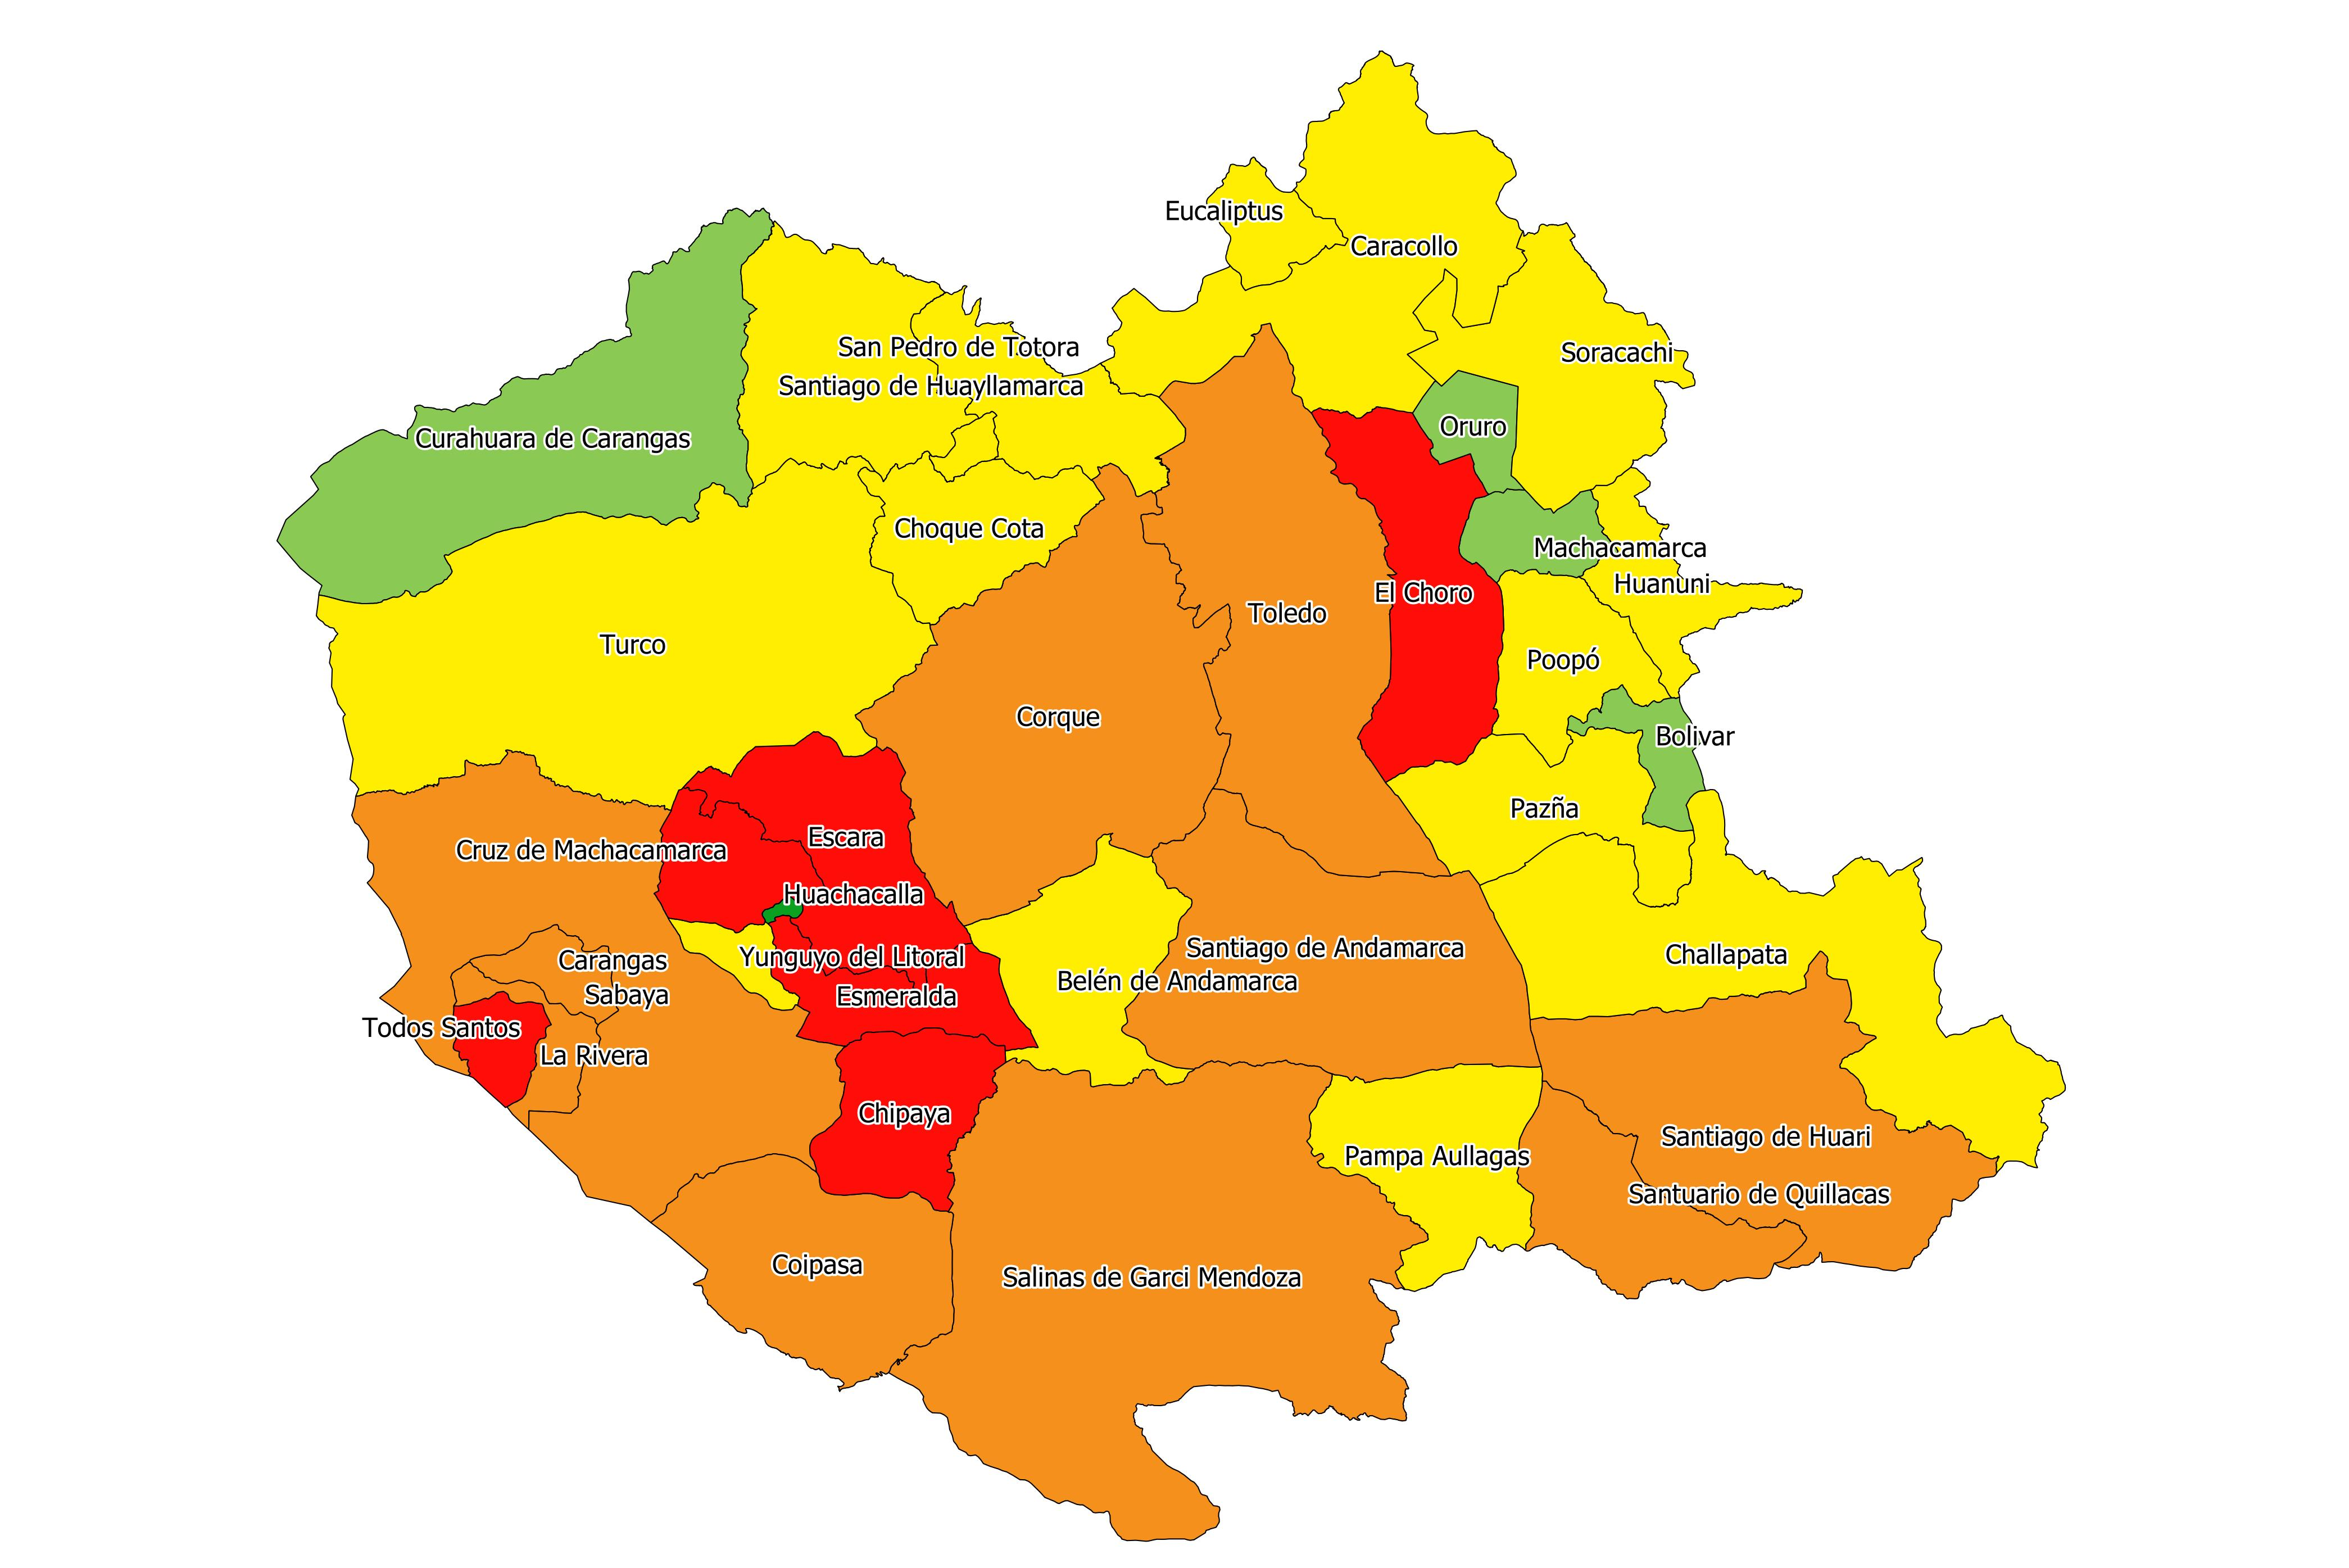 Eucaliptus
Caracollo
San Pedro de Totora
Soracachi
Santiago de Huayllamarca
Curahuara de Carangas
Oruro
Choque Cota
Machacamarca
Huanuni
El Choro
Toledo
Turco
Poopó
Corque
Bolivar
Pazña
Escara
Cruz de Machacamarca
Huachacalla
Santiago de Andamarca
Challapata
Yunguyo del Litoral
Carangas
Belén de Andamarca
Sabaya
Esmeralda
Todos Santos
La Rivera
Chipaya
Santiago de Huari
Pampa Aullagas
Santuario de Quillacas
Coipasa
Salinas de Garci Mendoza